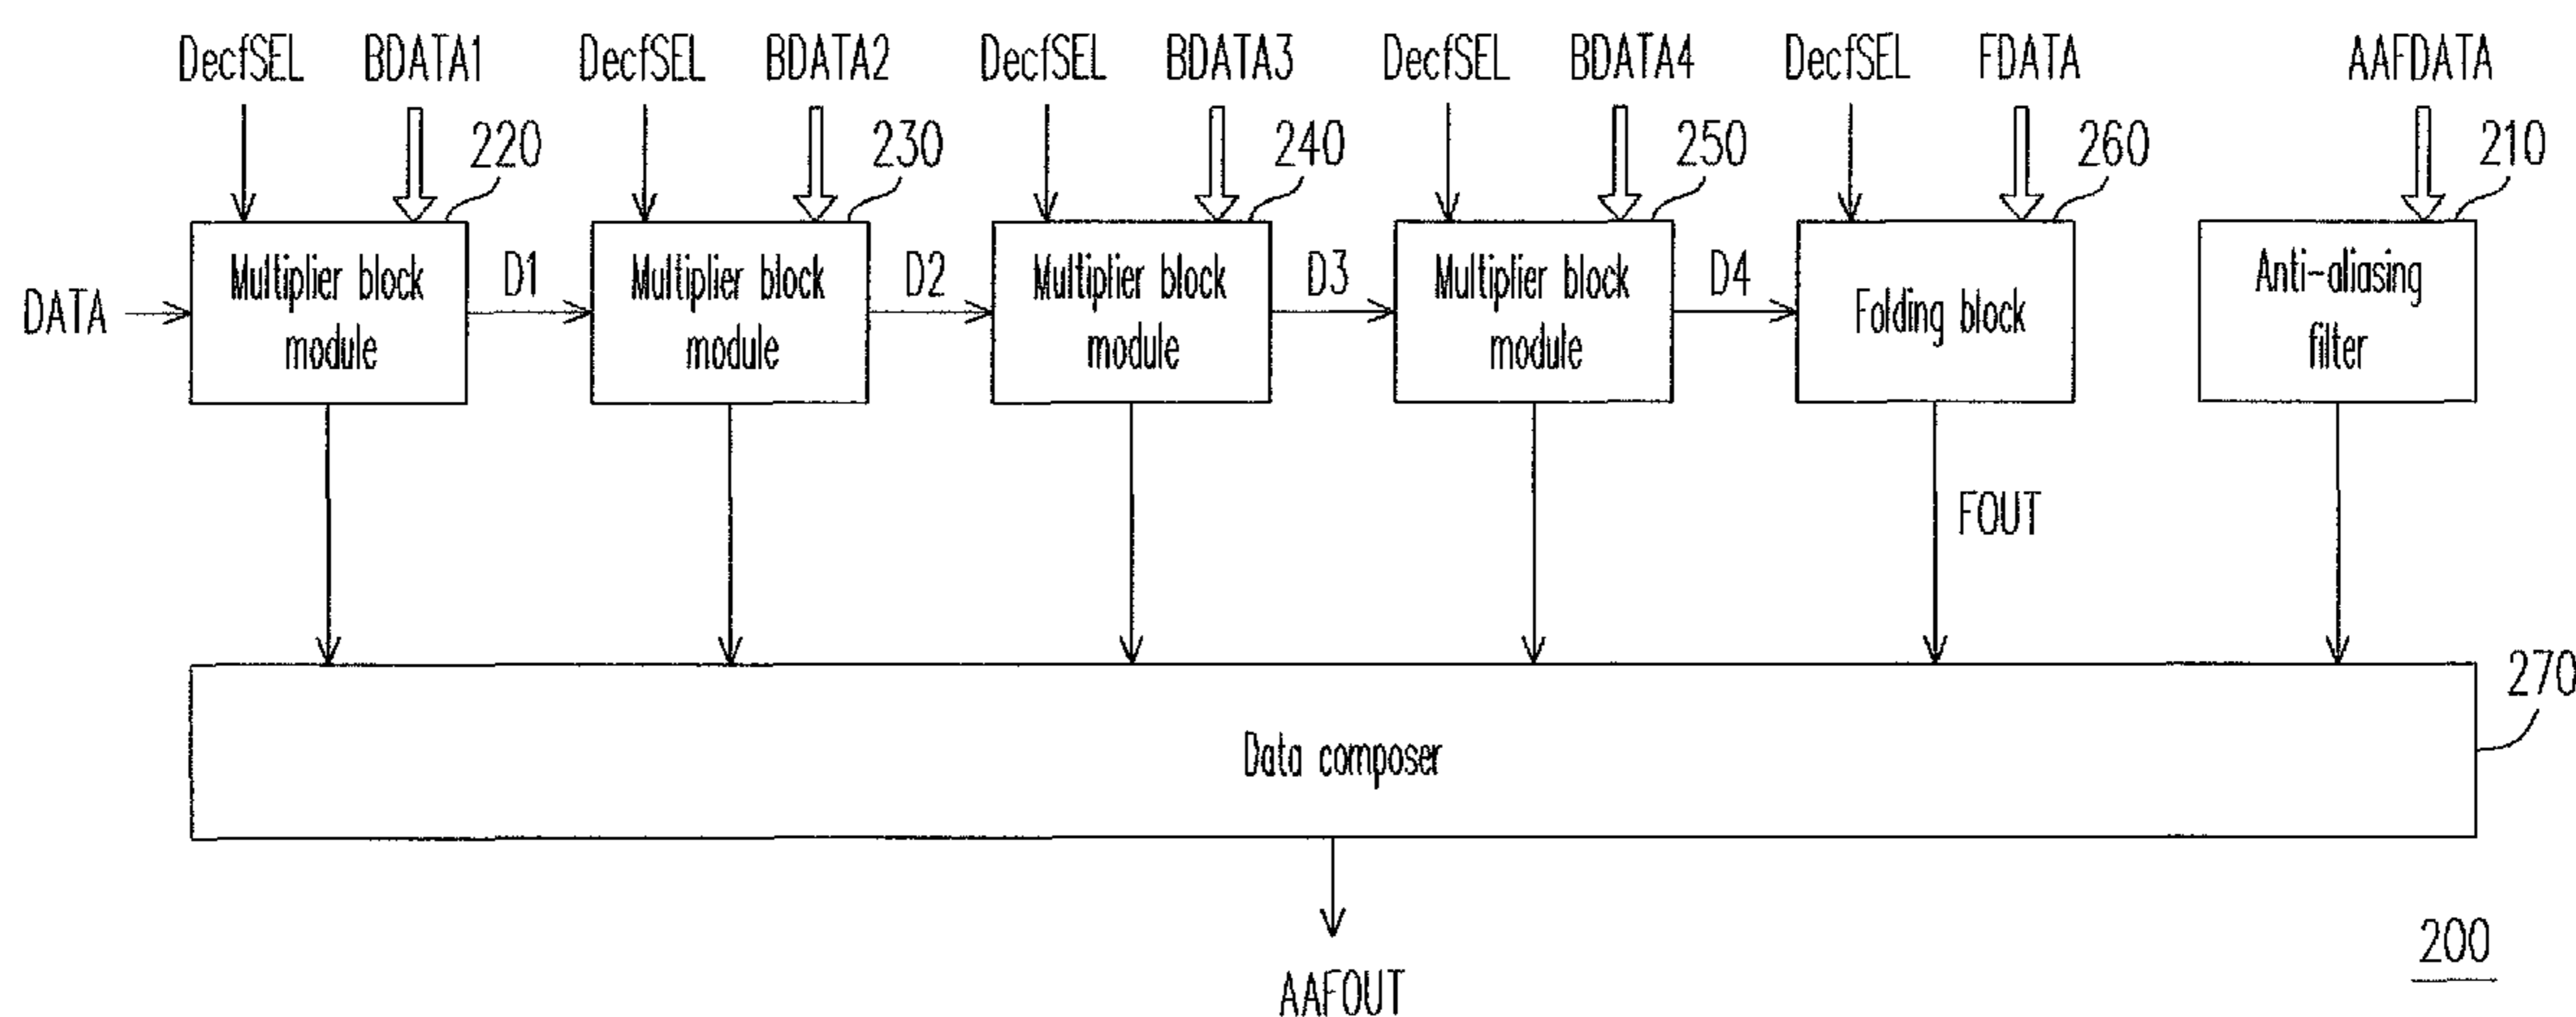 DecfSEL BDATA1 DecfSEL BDATA2 DecfSEL BDATA3 DecfSEL BDATA4 DecfSEL FDATA AAFDATA
220 230 240 250 260 210
DATA
Multiplier block
module
D1
Multiplier block
module
D2
Multiplier block
module
D3
Multiplier block
module
D4
Folding block
Anti-aliasing
filter
FOUT
270
Data composer
AAFOUT
200